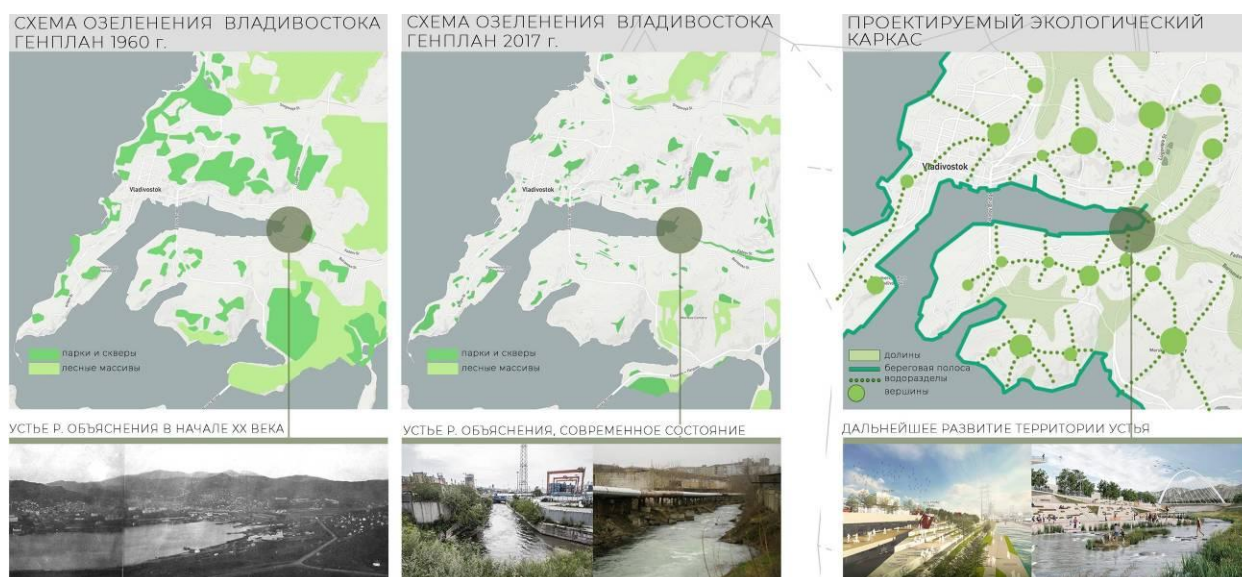 СХЕМА ОЗЕЛЕНЕНИЯ ВЛАДИВОСТОКА
ГЕНПЛАН 1960 г.
Vladivostok
парки и скверы
лесные массивы
УСТЬЕ Р. ОБЪЯСНЕНИЯ В НАЧАЛЕ XX ВЕКА
СХЕМА ОЗЕЛЕНЕНИЯ ВЛАДИВОСТОКА
ГЕНПЛАН 2017 г.
Vladivostok
парки и скверы
лесные массивы
УСТЬЕ Р. ОБЪЯСНЕНИЯ, СОВРЕМЕННОЕ СОСТОЯНИЕ
ПРОЕКТИРУЕМЫЙ ЭКОЛОГИЧЕСКИЙ
КАРКАС
Vladivostok
долины
береговая полоса
водоразделы
вершины
ДАЛЬНЕЙШЕЕ РАЗВИТИЕ ТЕРРИТОРИИ УСТЬЯ